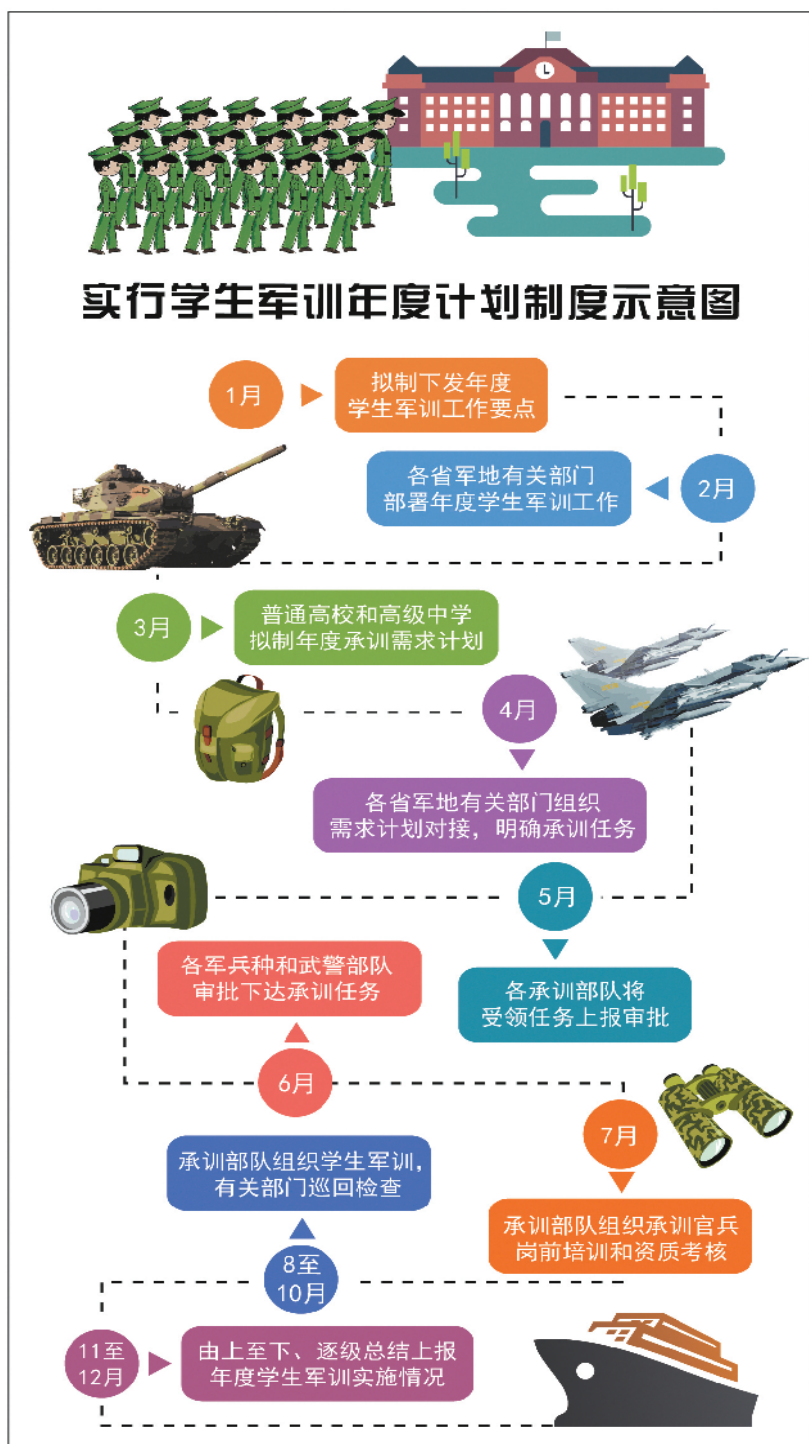 实行学生军训年度计划制度示意图
1月
拟制下发年度
学生军训工作要点
各省军地有关部门
部署年度学生军训工作
2月
3月
普通高校和高级中学
拟制年度承训需求计划
4月
各省军地有关部门组织
需求计划对接，明确承训任务
5月
各承训部队将
受领任务上报审批
各军兵种和武警部队
审批下达承训任务
6月
7月
承训部队组织承训官兵
岗前培训和资质考核
承训部队组织学生军训，
有关部门巡回检查
8至
10月
11至
12月
由上至下、逐级总结上报
年度学生军训实施情况